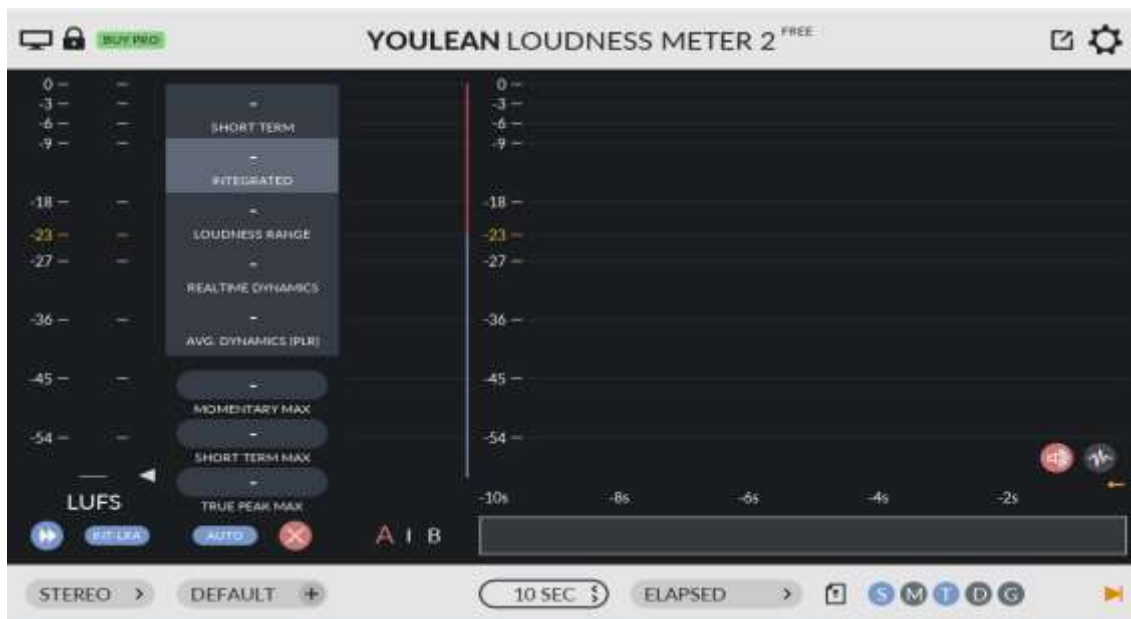 BUY PRO
YOULEAN LOUDNESS METER 2 FREE
0
-3
-6
-9
-18
-23
-27
-36
-45
-54
LUFS
-
SHORT TERM
-
INTEGRATED
-
LOUDNESS RANGE
-
REALTIME DYNAMICS
-
AVG. DYNAMICS (PLR)
-
MOMENTARY MAX
-
SHORT TERM MAX
-
TRUE PEAK MAX
0
-3
-6
-9
-18
-23
-27
-36
-45
-54
-10s -8s -6s -4s -2s
INT-LRA AUTO A I B
STEREO > DEFAULT + 10 SEC ELAPSED > S M T D G